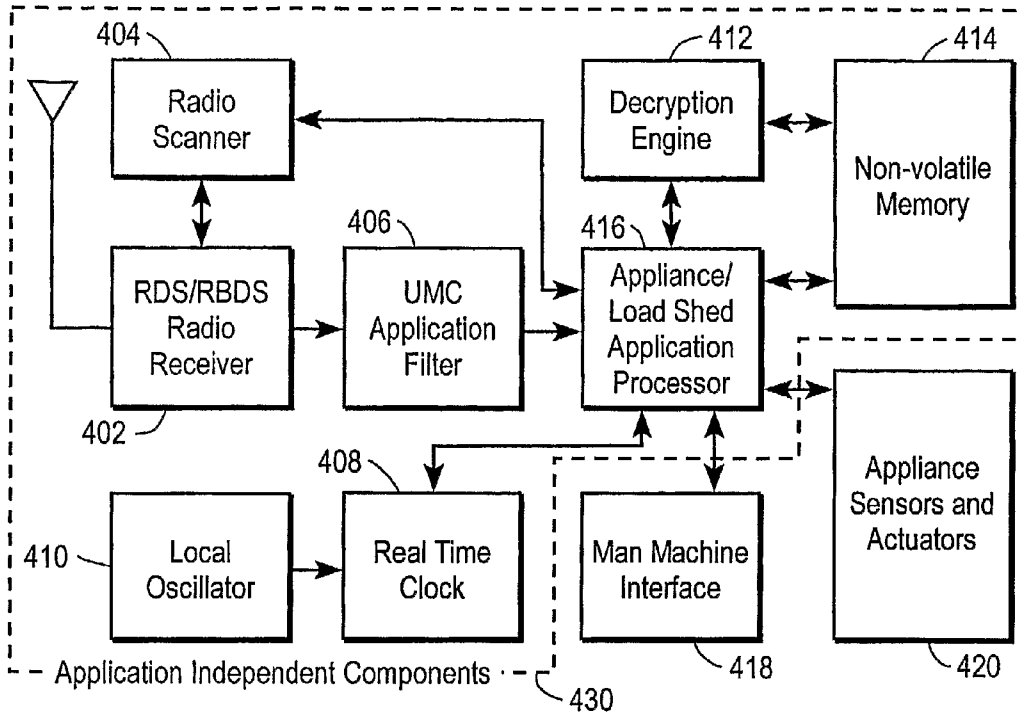 404
412
414
Radio
Scanner
Decryption
Engine
Non-volatile
Memory
406
416
RDS/RBDS
Radio
Receiver
UMC
Application
Filter
Appliance/
Load Shed
Application
Processor
402
408
410
Local
Oscillator
Real Time
Clock
Man Machine
Interface
Appliance
Sensors and
Actuators
Application Independent Components
430
418
420